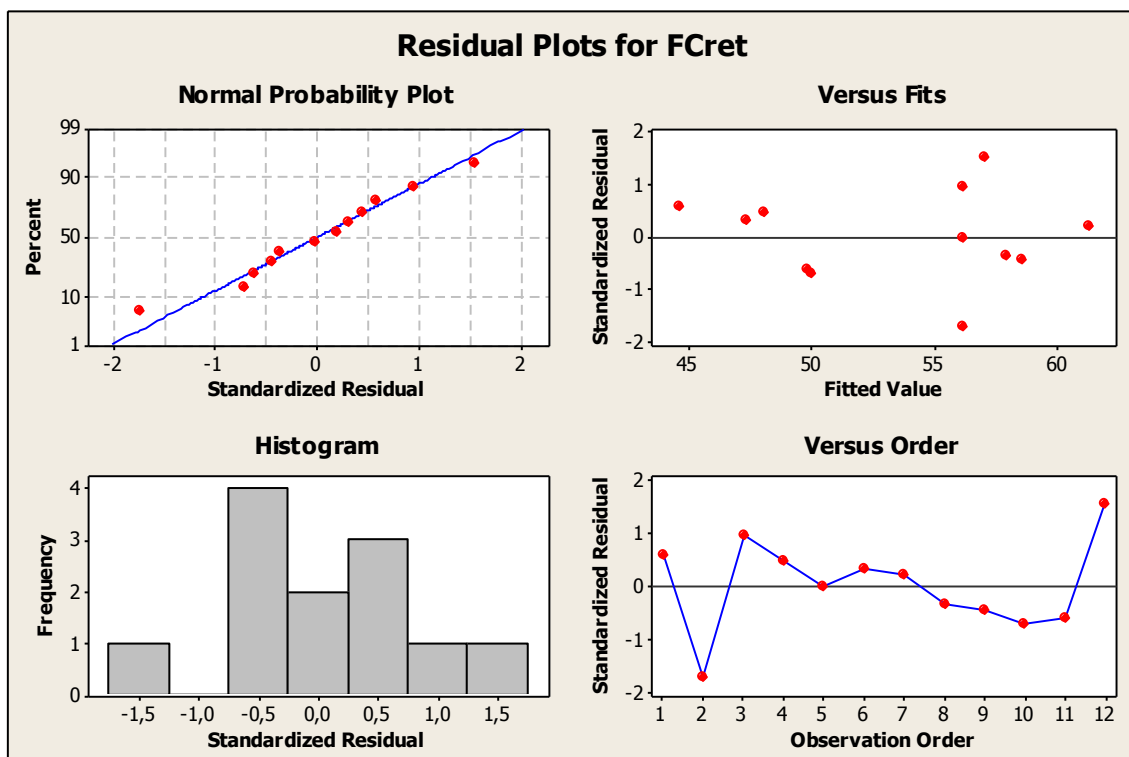 Residual Plots for FCret
Normal Probability Plot
99
90
50
10
1
Percent
-2 -1 0 1 2
Standardized Residual
Versus Fits
2
1
0
-1
-2
Standardized Residual
45 50 55 60
Fitted Value
Histogram
4
3
2
1
0
Frequency
-1,5 -1,0 -0,5 0,0 0,5 1,0 1,5
Standardized Residual
Versus Order
2
1
0
-1
-2
Standardized Residual
1 2 3 4 5 6 7 8 9 10 11 12
Observation Order